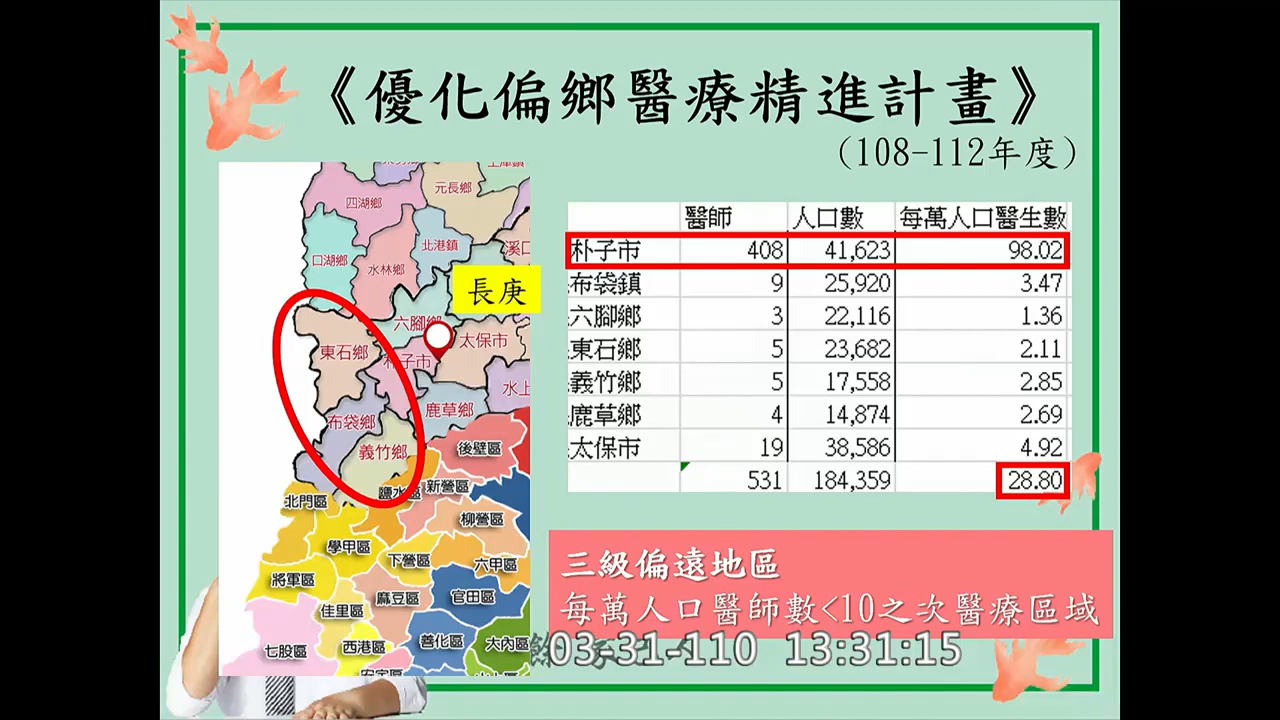 《優化偏鄉醫療精進計畫》
(108-112年度)
元長鄉
四湖鄉
北港鎮
口湖鄉
水林鄉
溪口
長庚
六腳鄉
東石鄉
朴子市
太保市
水上
布袋鄉
鹿草鄉
義竹鄉
後壁區
鹽水區
新營區
北門區
柳營區
學甲區
下營區
六甲區
將軍區
麻豆區
官田區
佳里區
西港區
善化區
大內區
七股區
醫師 人口數 每萬人口醫生數
朴子市 408 41,623 98.02
布袋鎮 9 25,920 3.47
六腳鄉 3 22,116 1.36
東石鄉 5 23,682 2.11
義竹鄉 5 17,558 2.85
鹿草鄉 4 14,874 2.69
太保市 19 38,586 4.92
531 184,359 28.80
三級偏遠地區
每萬人口醫師數<10之次醫療區域
03-31-110 13:31:15